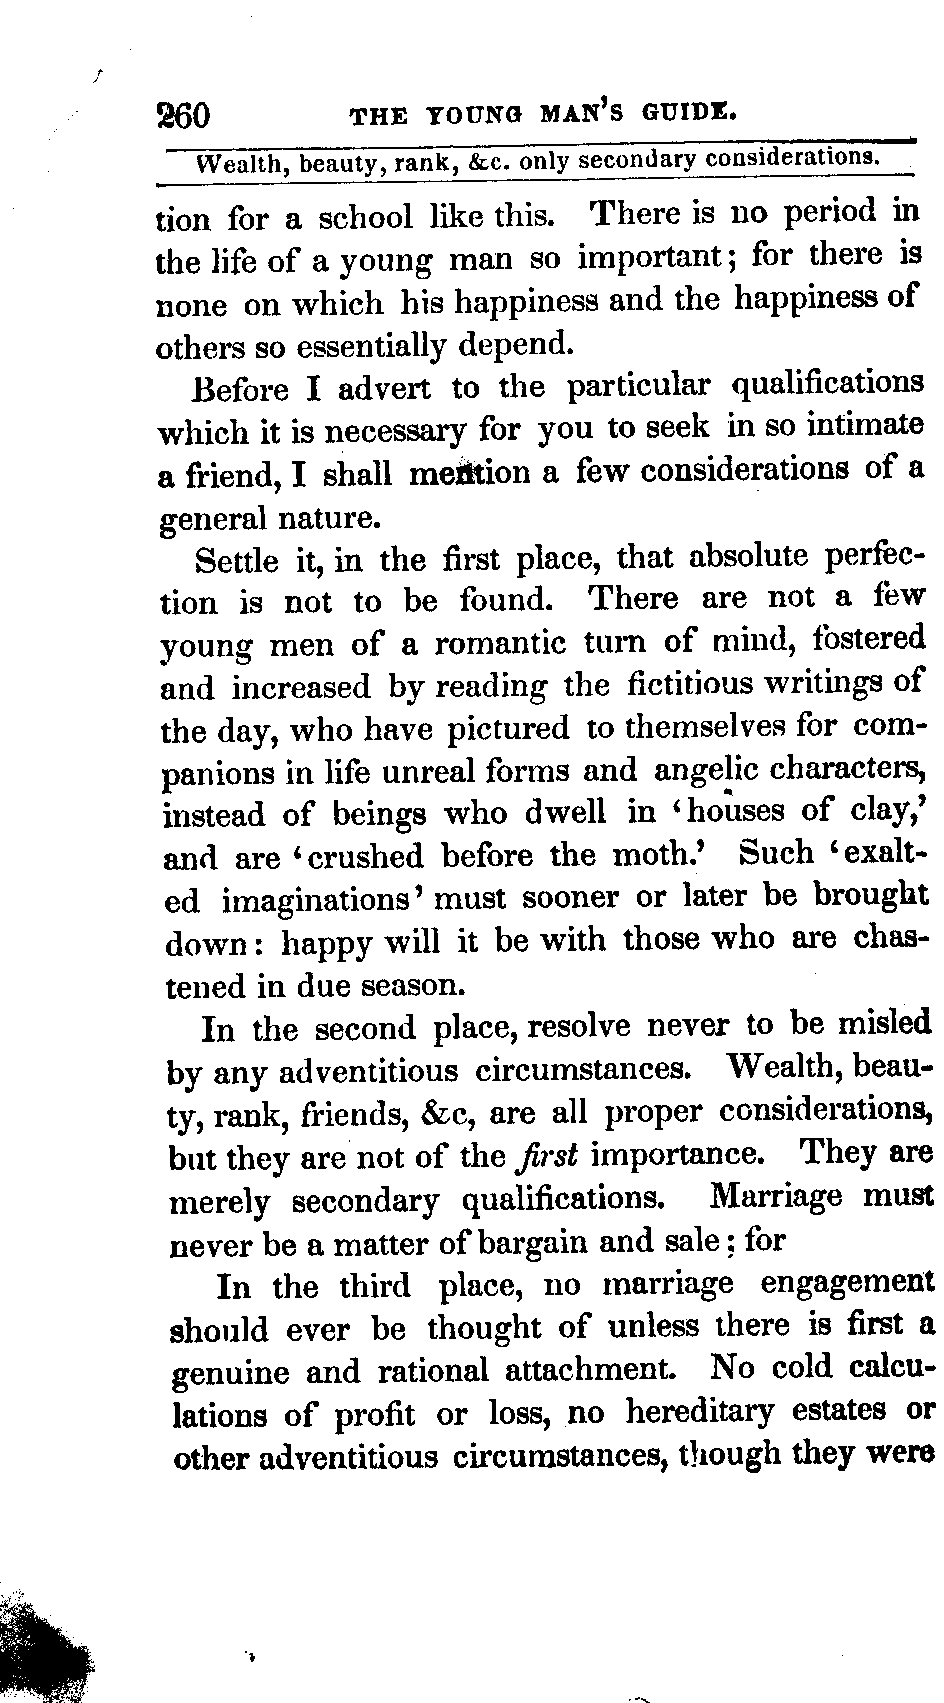 260 THE YOUNG MAN'S GUIDE.
Wealth, beauty, rank, &c. only secondary considerations.
tion for a school like this. There is no period in
the life of a young man so important; for there is
none on which his happiness and the happiness of
others so essentially depend.
Before I advert to the particular qualifications
which it is necessary for you to seek in so intimate
a friend, I shall mention a few considerations of a
general nature.
Settle it, in the first place, that absolute perfec-
tion is not to be found. There are not a few
young men of a romantic turn of mind, fostered
and increased by reading the fictitious writings of
the day, who have pictured to themselves for com-
panions in life unreal forms and angelic characters,
instead of beings who dwell in 'houses of clay,'
and are 'crushed before the moth.' Such 'exalt-
ed imaginations' must sooner or later be brought
down: happy will it be with those who are chas-
tened in due season.
In the second place, resolve never to be misled
by any adventitious circumstances. Wealth, beau-
ty, rank, friends, &c, are all proper considerations,
but they are not of the first importance. They are
merely secondary qualifications. Marriage must
never be a matter of bargain and sale; for
In the third place, no marriage engagement
should ever be thought of unless there is first a
genuine and rational attachment. No cold calcu-
lations of profit or loss, no hereditary estates or
other adventitious circumstances, though they were